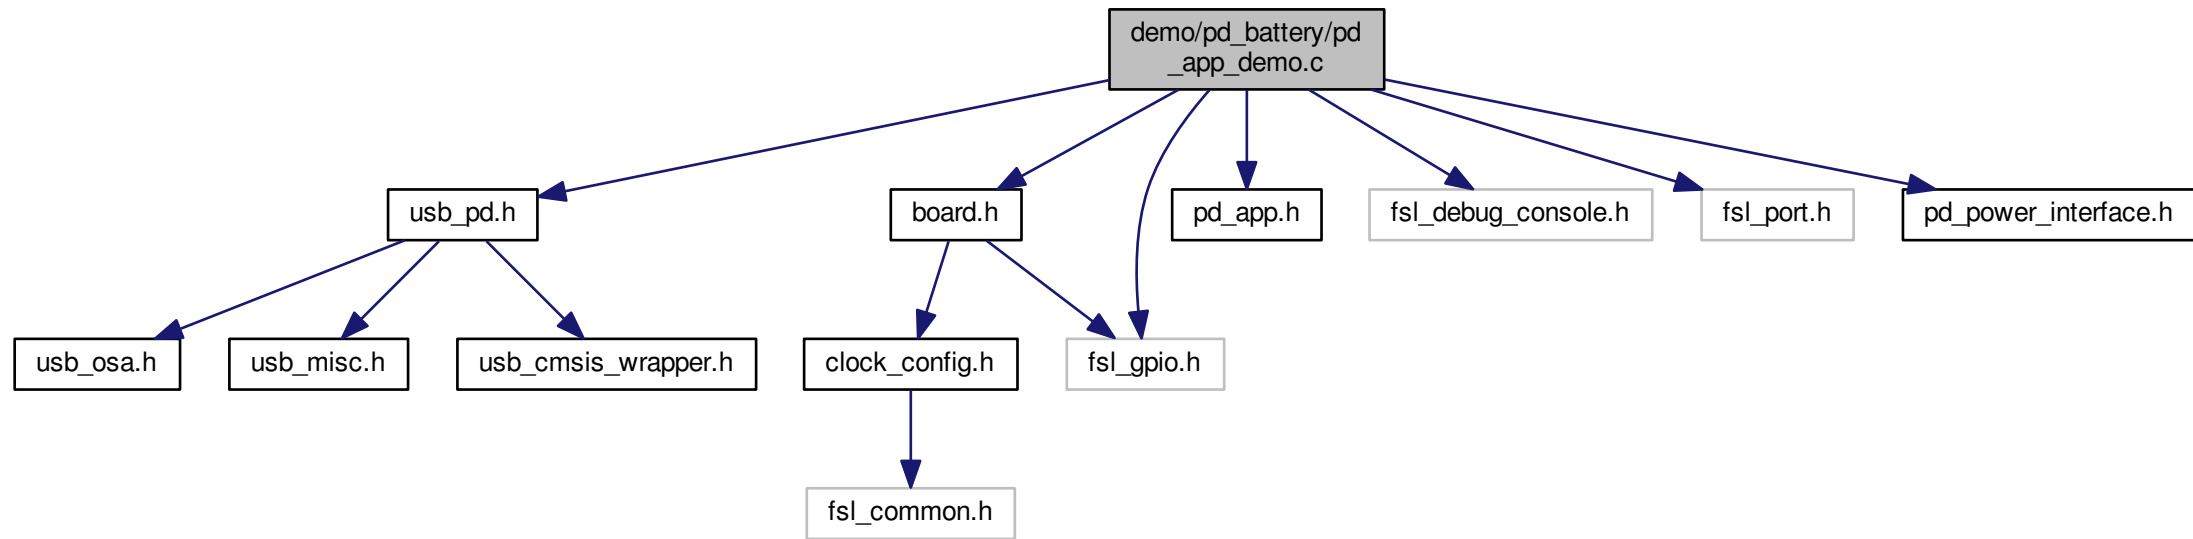 demo/pd_battery/pd
_app_demo.c
usb_pd.h
board.h
pd_app.h
fsl_debug_console.h
fsl_port.h
pd_power_interface.h
usb_osa.h
usb_misc.h
usb_cmsis_wrapper.h
clock_config.h
fsl_gpio.h
fsl_common.h